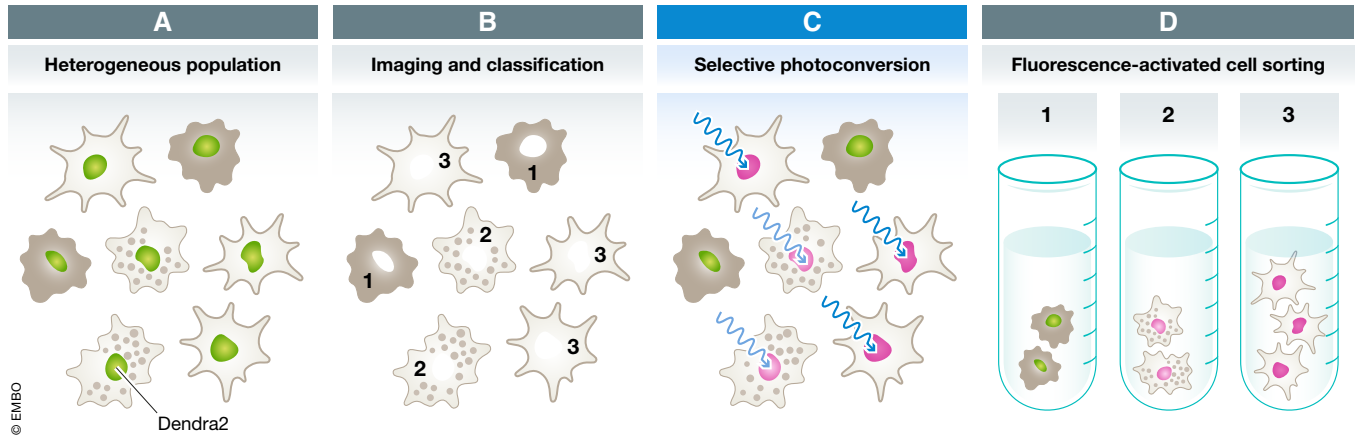 A
B
C
D
Heterogeneous population
Imaging and classification
Selective photoconversion
Fluorescence-activated cell sorting
1
2
3
3
1
2
3
1
3
2
Dendra2
© EMBO